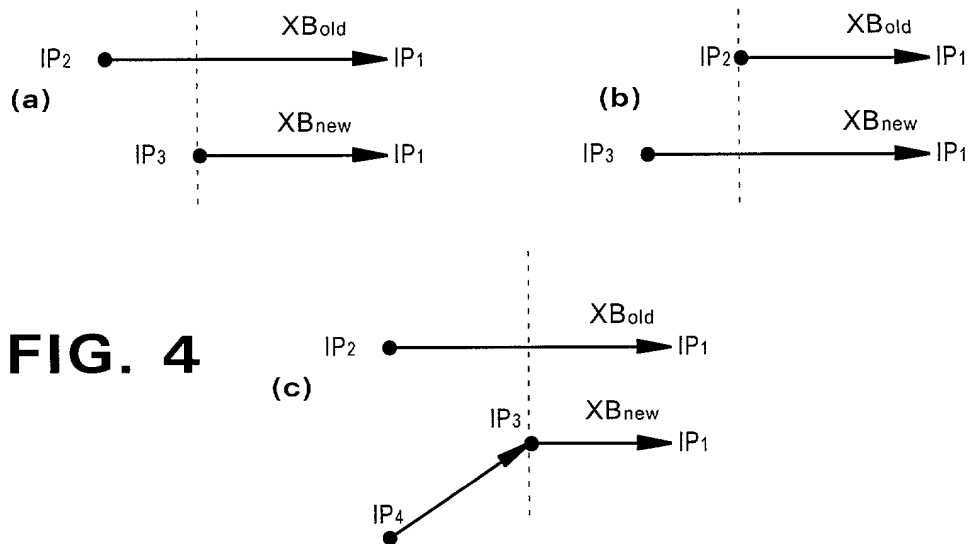 XBold
IP2 IP1
(a)
XBnew
IP3 IP1
XBold
IP2 IP1
(b)
XBnew
IP3 IP1
FIG. 4
XBold
IP2 IP1
(c)
IP3 XBnew
IP1
IP4